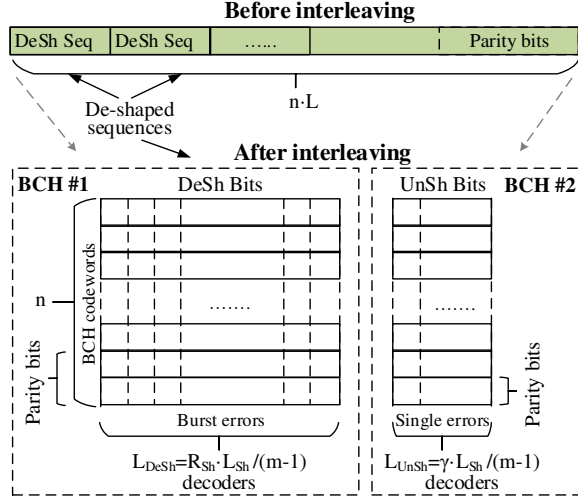 Before interleaving
DeSh Seq DeSh Seq ...... Parity bits
n·L
De-shaped
sequences
After interleaving
BCH #1 DeSh Bits UnSh Bits BCH #2
n
BCH codewords
Parity bits
.......
.......
Parity bits
Burst errors Single errors
L_DeSh=R_Sh·L_Sh/(m-1) L_UnSh=γ·L_Sh/(m-1)
decoders decoders